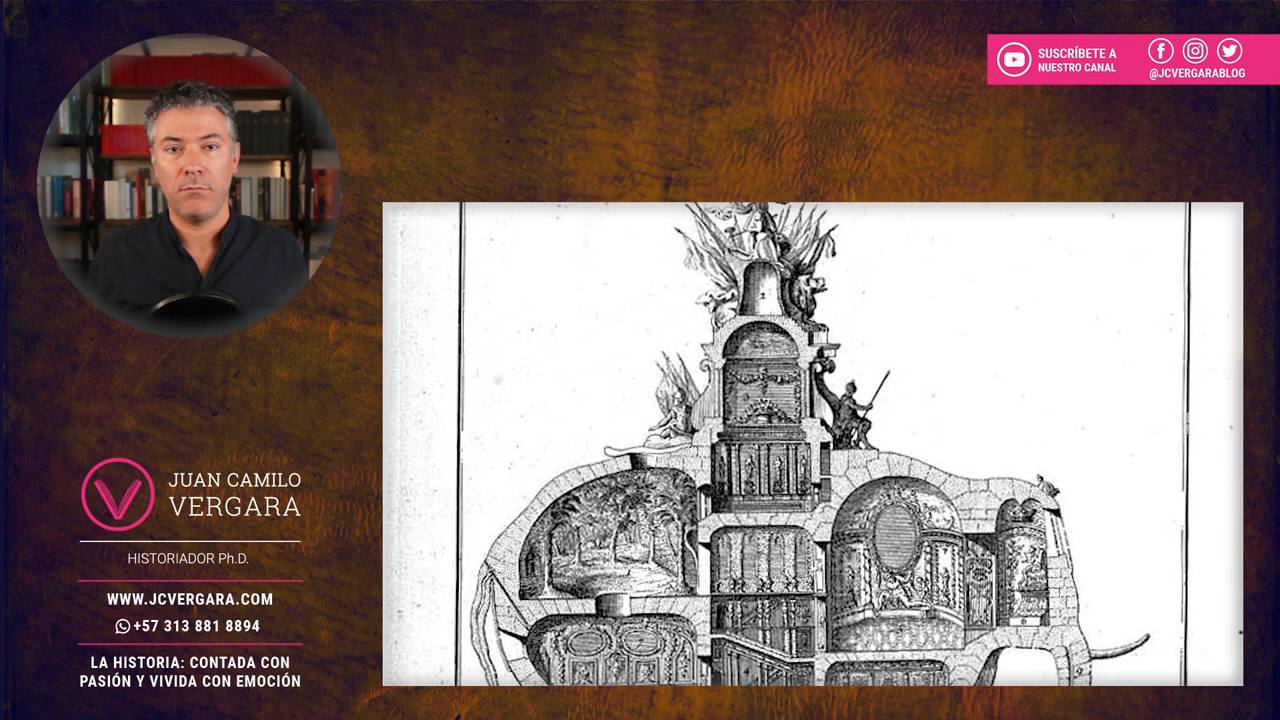 SUSCRÍBETE A
NUESTRO CANAL
@JCVERGARABLOG
JUAN CAMILO
VERGARA
HISTORIADOR Ph.D.
WWW.JCVERGARA.COM
+57 313 881 8894
LA HISTORIA: CONTADA CON
PASIÓN Y VIVIDA CON EMOCIÓN